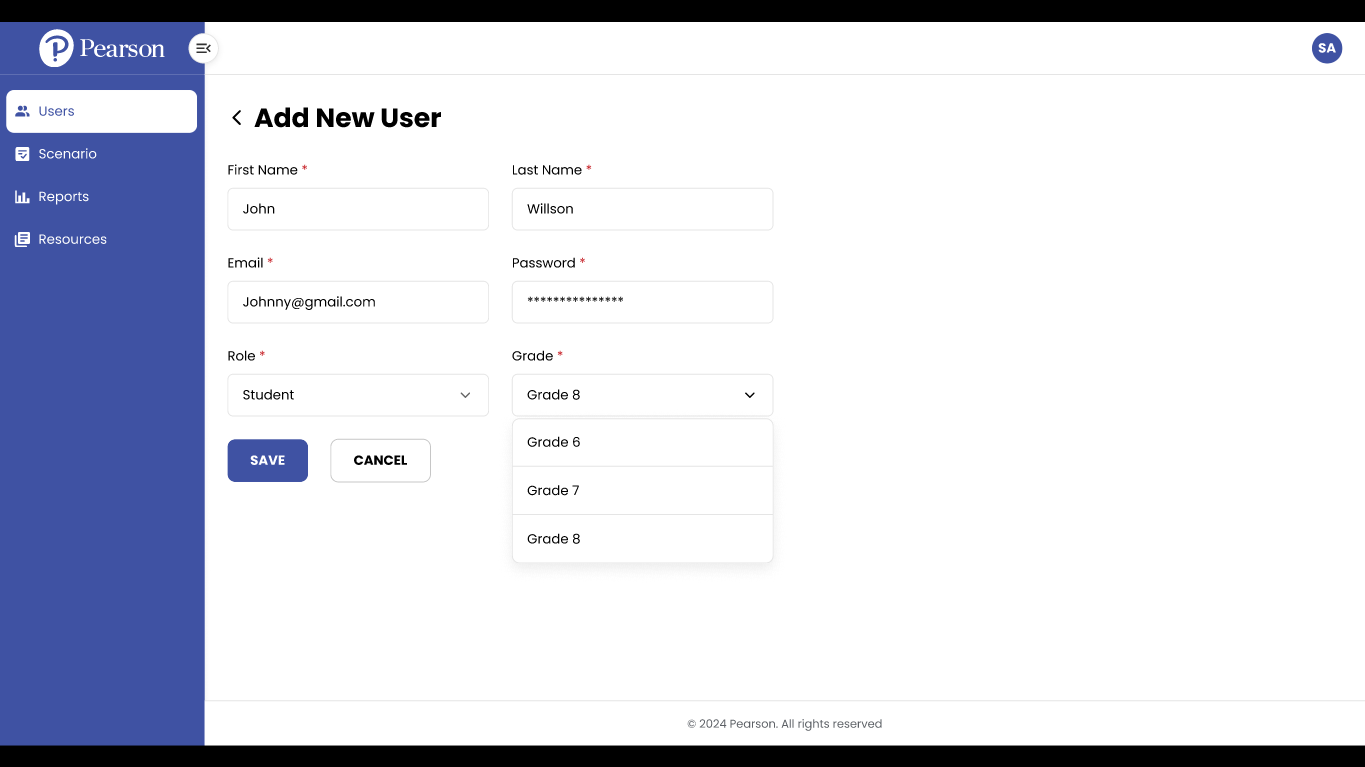 Pearson
SA
Users
Scenario
Reports
Resources
Add New User
First Name *
Last Name *
John
Willson
Email *
Password *
Johnny@gmail.com
***************
Role *
Grade *
Student
Grade 8
Grade 6
Grade 7
Grade 8
SAVE
CANCEL
© 2024 Pearson. All rights reserved